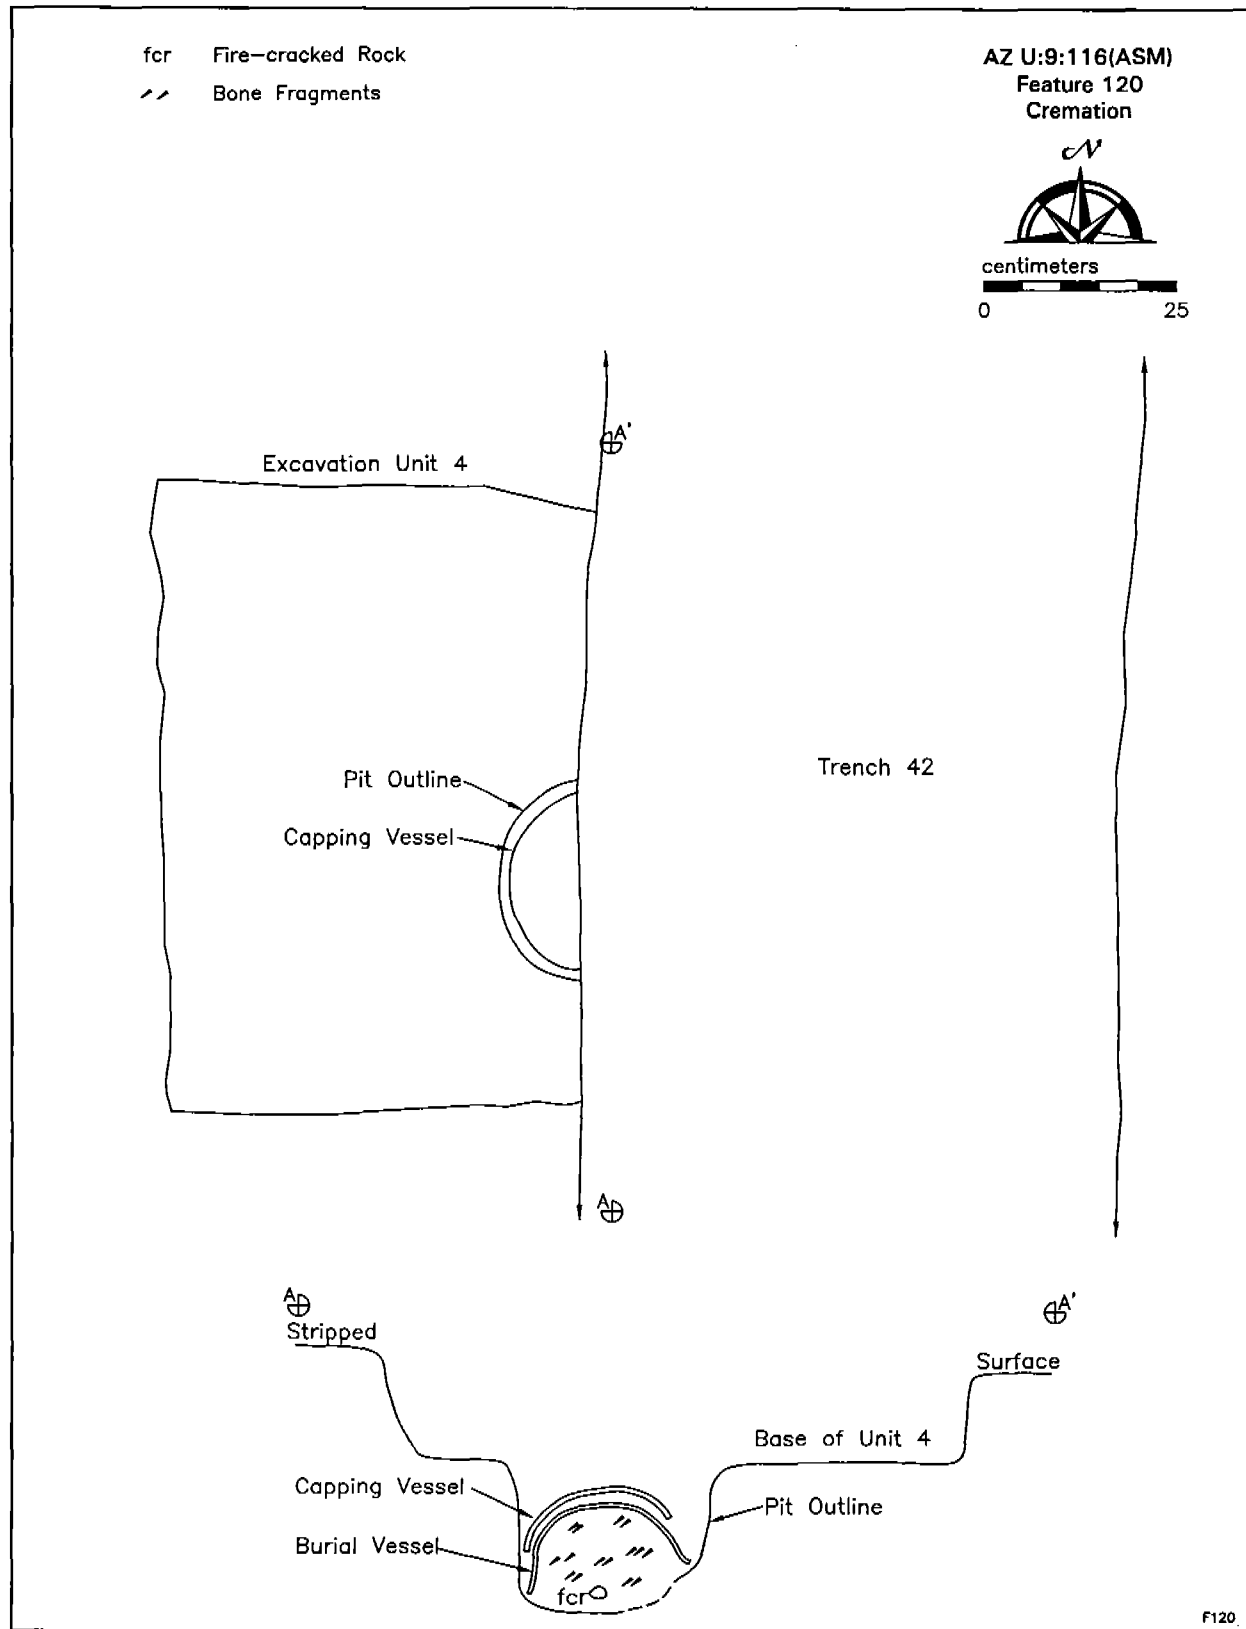 fcr Fire-cracked Rock
Bone Fragments
AZ U:9:116(ASM)
Feature 120
Cremation
N
centimeters
0 25
A'
Excavation Unit 4
Pit Outline
Trench 42
Capping Vessel
A
A
A'
Stripped
Surface
Base of Unit 4
Capping Vessel
Pit Outline
Burial Vessel
fcr
F120